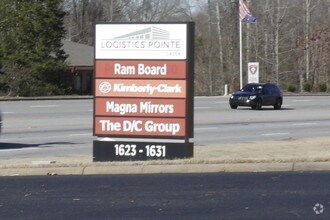 LOGISTICS POINTE
Ram Board
Kimberly-Clark
Magna Mirrors
The D/C Group
1623 - 1631